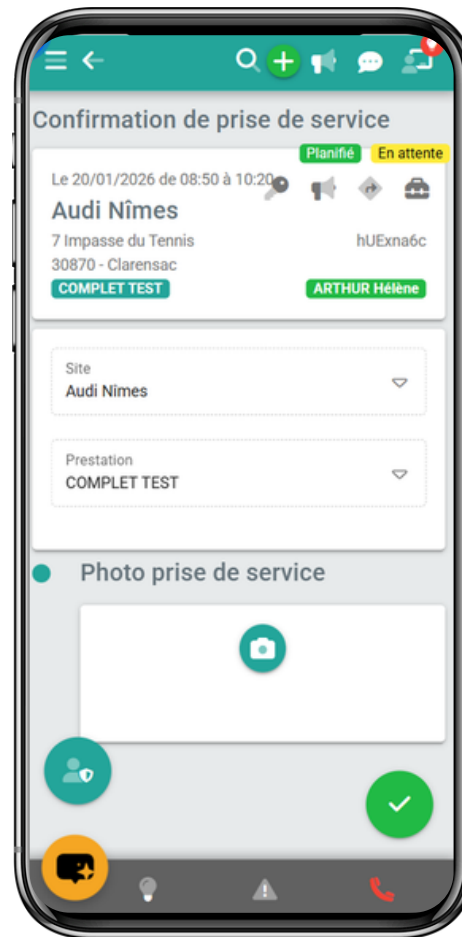 Confirmation de prise de service
Planifié
En attente
Le 20/01/2026 de 08:50 à 10:20
Audi Nîmes
7 Impasse du Tennis
hUExna6c
30870 - Clarensac
COMPLET TEST
ARTHUR Hélène
Site
Audi Nîmes
Prestation
COMPLET TEST
Photo prise de service